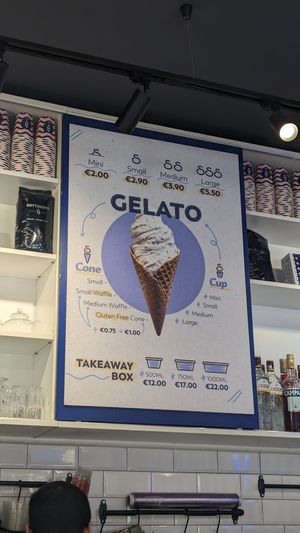 Mini
€2.00
Small
€2.90
Medium
€3.90
Large
€5.50
GELATO
Cone
Small
Small Waffle
Medium Waffle
Gluten Free Cone
+ €0.75 + €1.00
Cup
Mini
Small
Medium
Large
TAKEAWAY
BOX
500ML
€12.00
750ML
€17.00
1000ML
€22.00
CAMPA